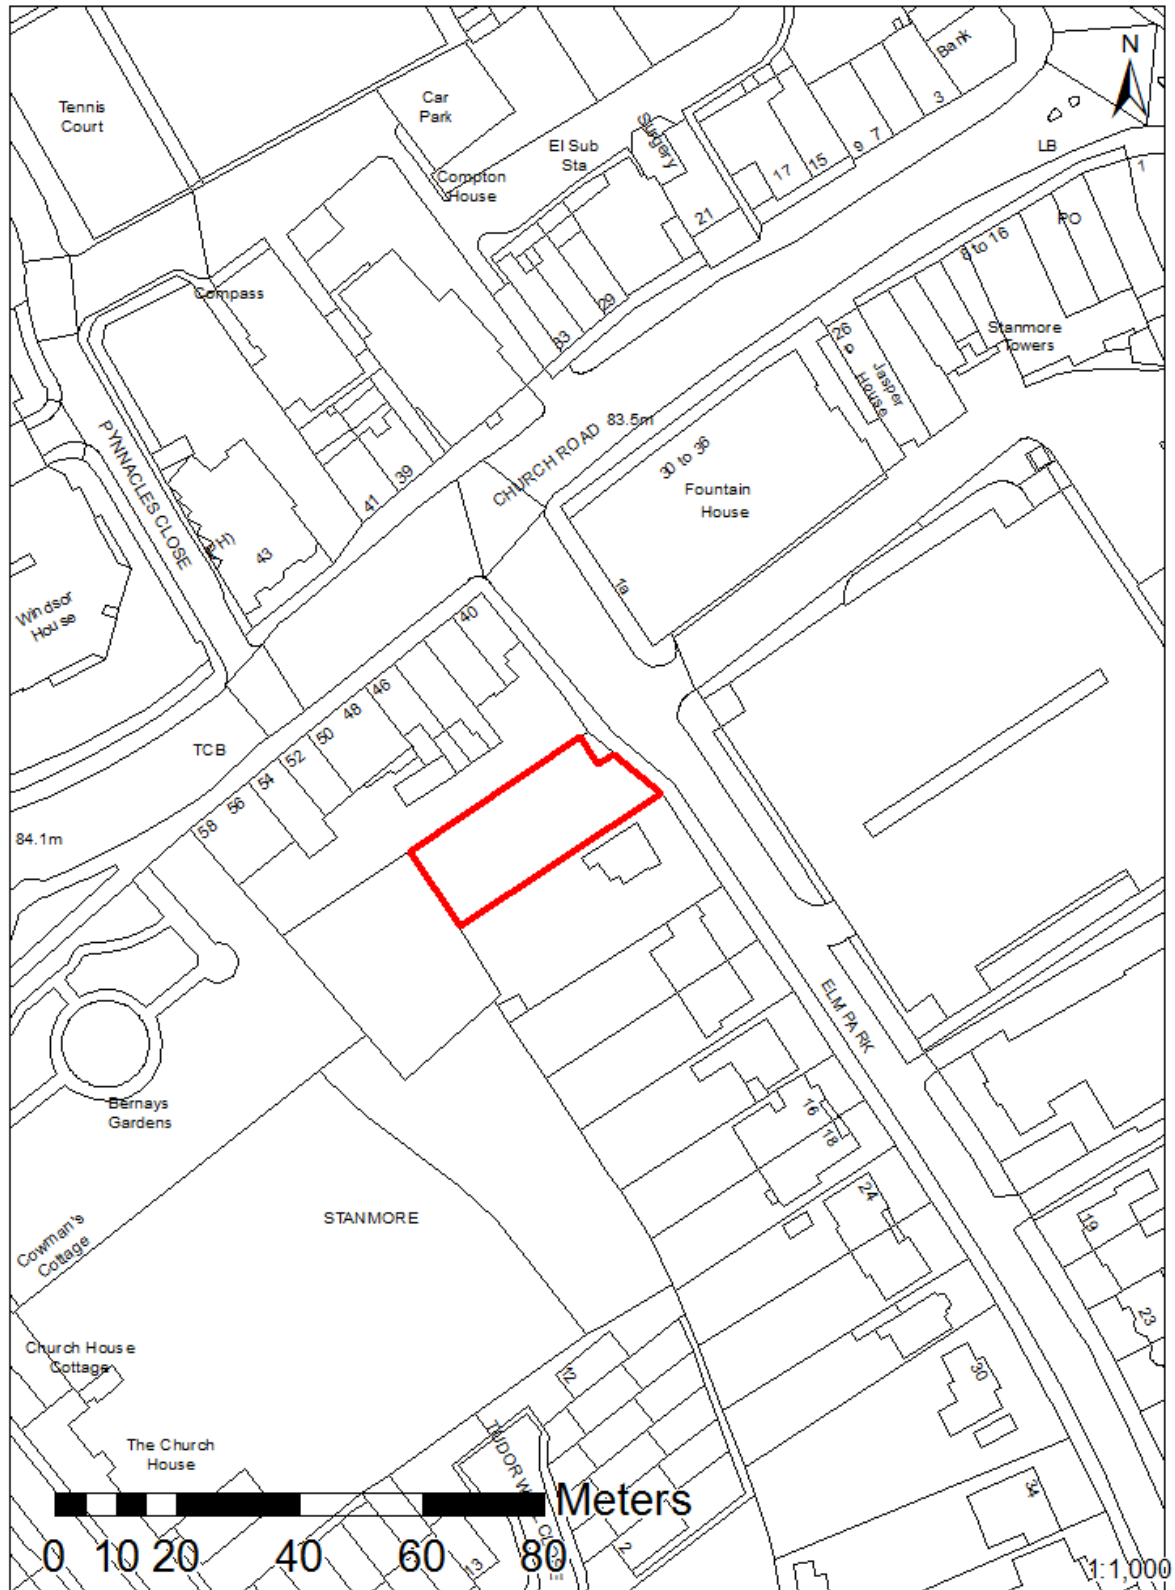 N
Bank
3
Tennis
Court
Car
Park
El Sub
Sta
Surgery
LB
1
9 7
15
17
Compton
House
21
PO
8 to 16
Compass
29
33
26
Stanmore
Towers
Jasper
House
CHURCH ROAD
83.5m
30 to 36
Fountain
House
PYNNACLES CLOSE
39
41
43
1a
Windsor
House
40
46
48
50
52
54
56
58
TCB
84.1m
ELM PARK
Bernays
Gardens
16
18
24
STANMORE
19
Cowman's
Cottage
23
Church House
Cottage
12
30
The Church
House
34
2
13
Meters
0 10 20 40 60 80
1:1,000